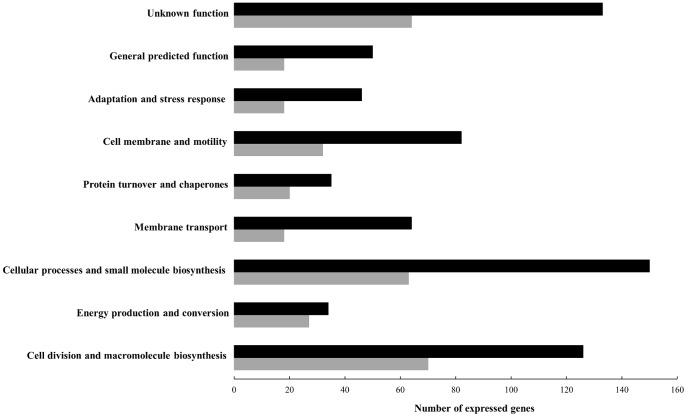 Unknown function
General predicted function
Adaptation and stress response
Cell membrane and motility
Protein turnover and chaperones
Membrane transport
Cellular processes and small molecule biosynthesis
Energy production and conversion
Cell division and macromolecule biosynthesis
0 20 40 60 80 100 120 140 160
Number of expressed genes